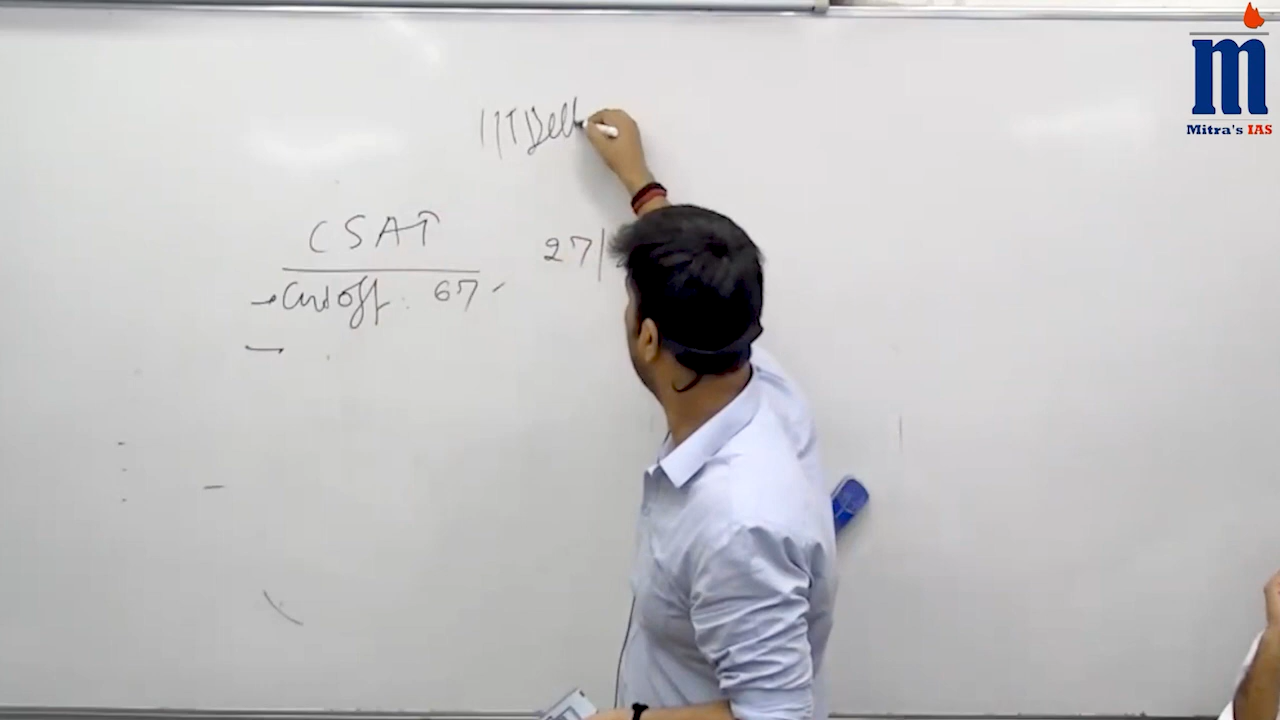 m
Mitra's IAS
IIT Delh
CSAT
27/
→ Cutoff : 67 -